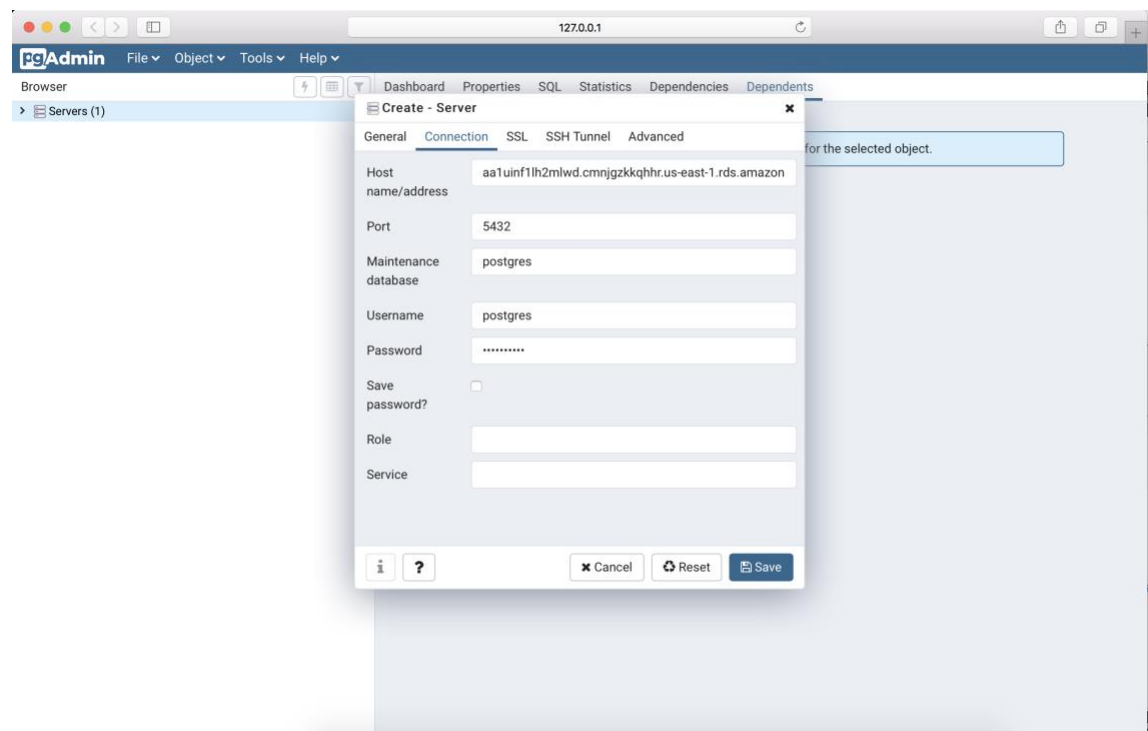 127.0.0.1
pgAdmin File Object Tools Help
Browser Dashboard Properties SQL Statistics Dependencies Dependents
Servers (1)
Create - Server
General Connection SSL SSH Tunnel Advanced
for the selected object.
Host name/address aa1uinf1lh2mlwd.cmnjgzkkqhhr.us-east-1.rds.amazon
Port 5432
Maintenance database postgres
Username postgres
Password ••••••••••
Save password?
Role
Service
i ? Cancel Reset Save